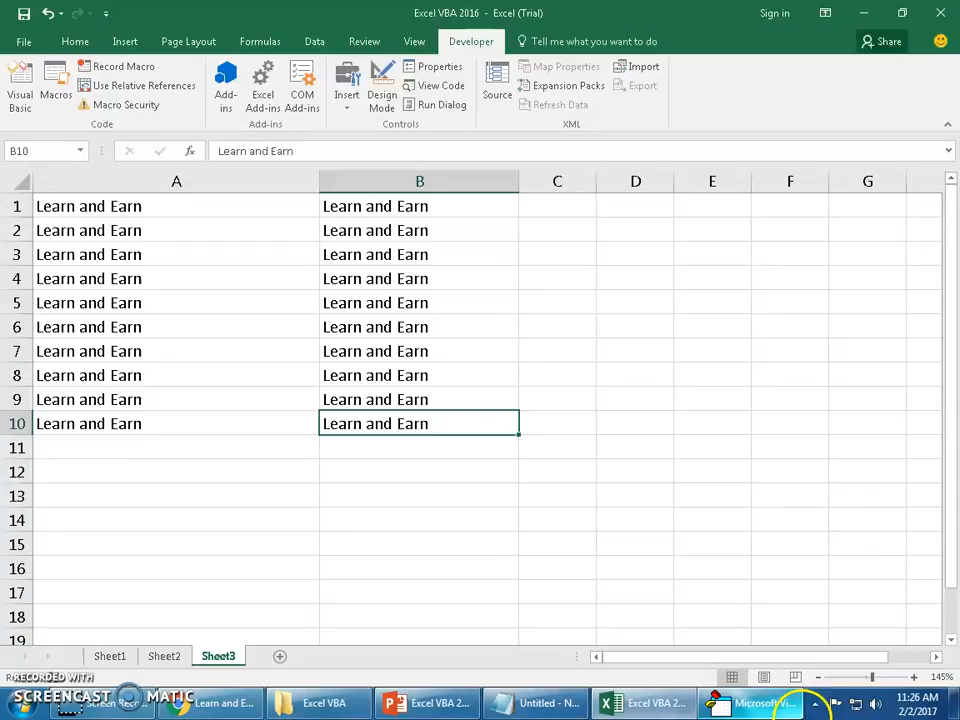 Excel VBA 2016 - Excel (Trial)
Sign in
File Home Insert Page Layout Formulas Data Review View Developer Tell me what you want to do Share
Visual Basic
Macros
Record Macro
Use Relative References
Macro Security
Code
Add-ins
Excel Add-ins
COM Add-ins
Add-ins
Insert
Design Mode
Properties
View Code
Run Dialog
Controls
Source
Map Properties
Expansion Packs
Refresh Data
Import
Export
XML
B10
fx
Learn and Earn
A B C D E F G
1 Learn and Earn Learn and Earn
2 Learn and Earn Learn and Earn
3 Learn and Earn Learn and Earn
4 Learn and Earn Learn and Earn
5 Learn and Earn Learn and Earn
6 Learn and Earn Learn and Earn
7 Learn and Earn Learn and Earn
8 Learn and Earn Learn and Earn
9 Learn and Earn Learn and Earn
10 Learn and Earn Learn and Earn
11
12
13
14
15
16
17
18
19
Sheet1 Sheet2 Sheet3
145%
RECORDED WITH
SCREENCAST MATIC
Learn and E...
Excel VBA
Excel VBA 2...
Untitled - N...
Excel VBA 2...
Microsoft Vi...
11:26 AM
2/2/2017